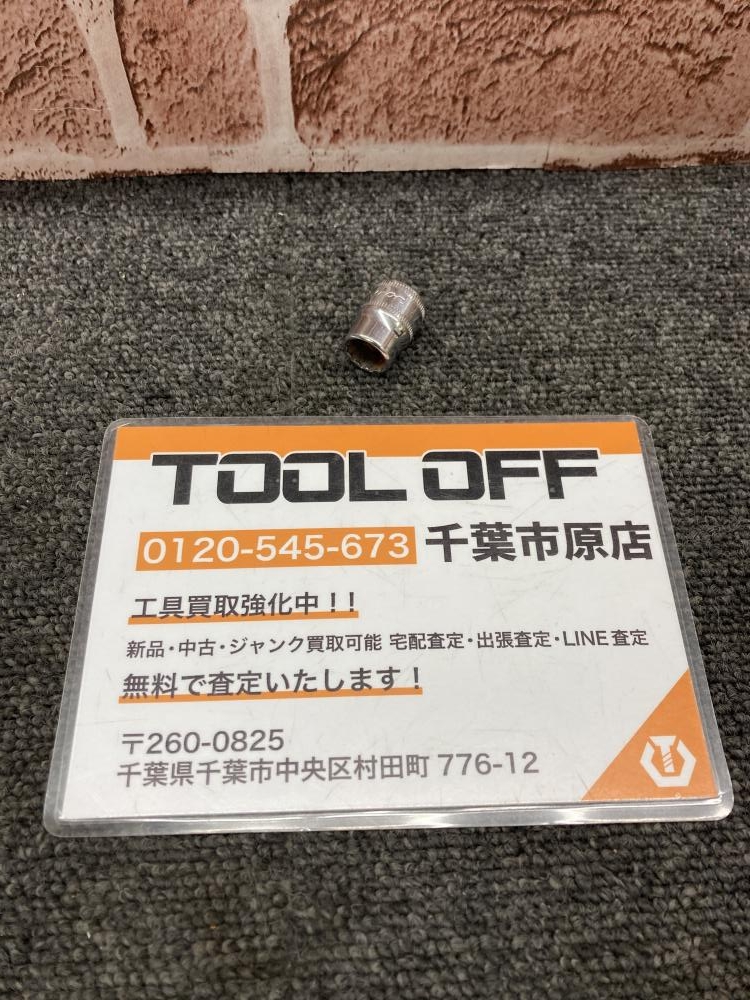 TOOL OFF
0120-545-673 千葉市原店
工具買取強化中！！
新品・中古・ジャンク買取可能 宅配査定・出張査定・LINE査定
無料で査定いたします！
〒260-0825
千葉県千葉市中央区村田町 776-12